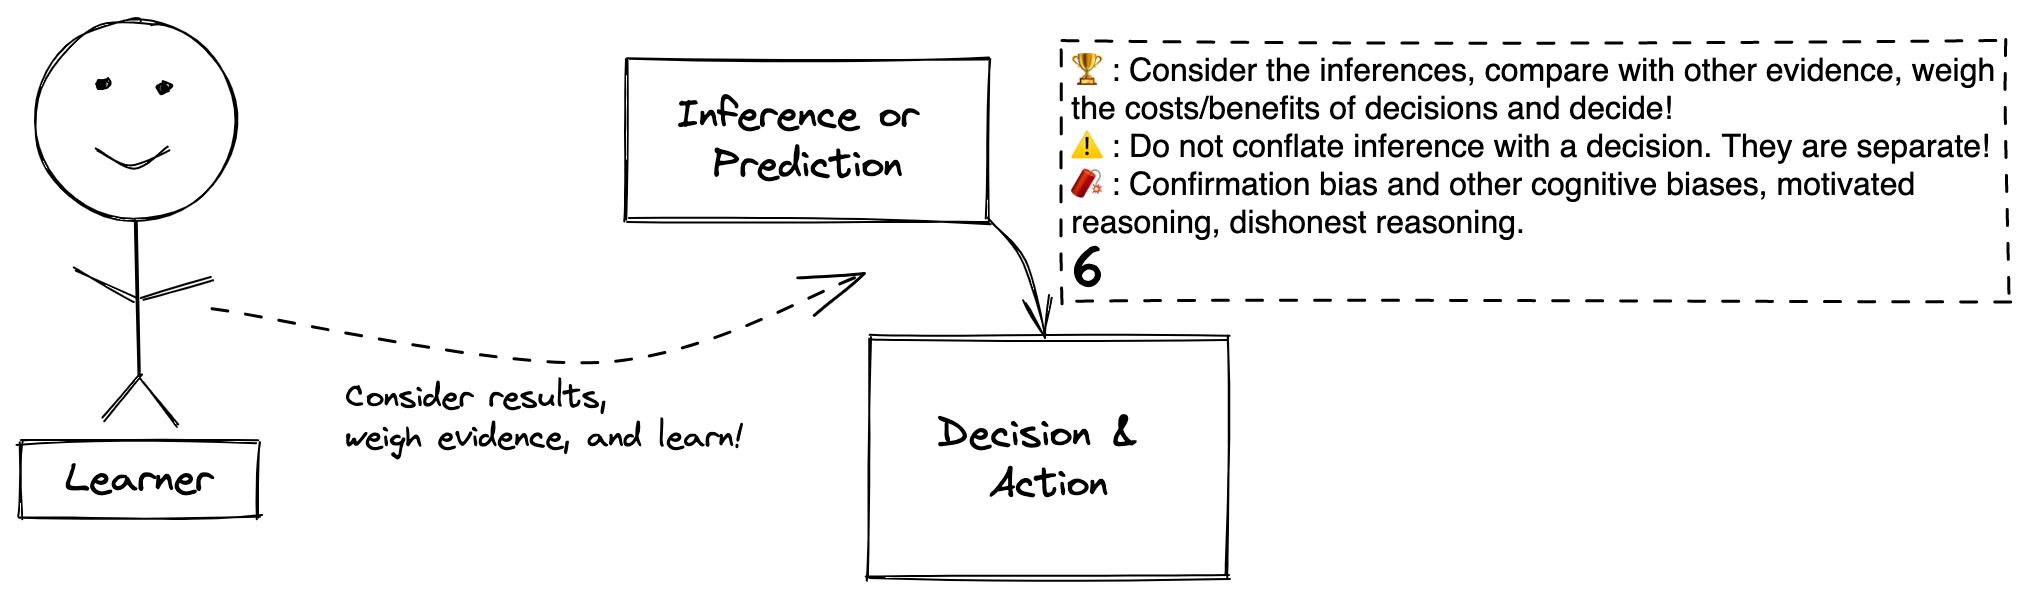 Inference or
Prediction
🏆 : Consider the inferences, compare with other evidence, weigh
the costs/benefits of decisions and decide!
⚠️ : Do not conflate inference with a decision. They are separate!
🧨 : Confirmation bias and other cognitive biases, motivated
reasoning, dishonest reasoning.
6
Consider results,
weigh evidence, and learn!
Decision &
Action
Learner